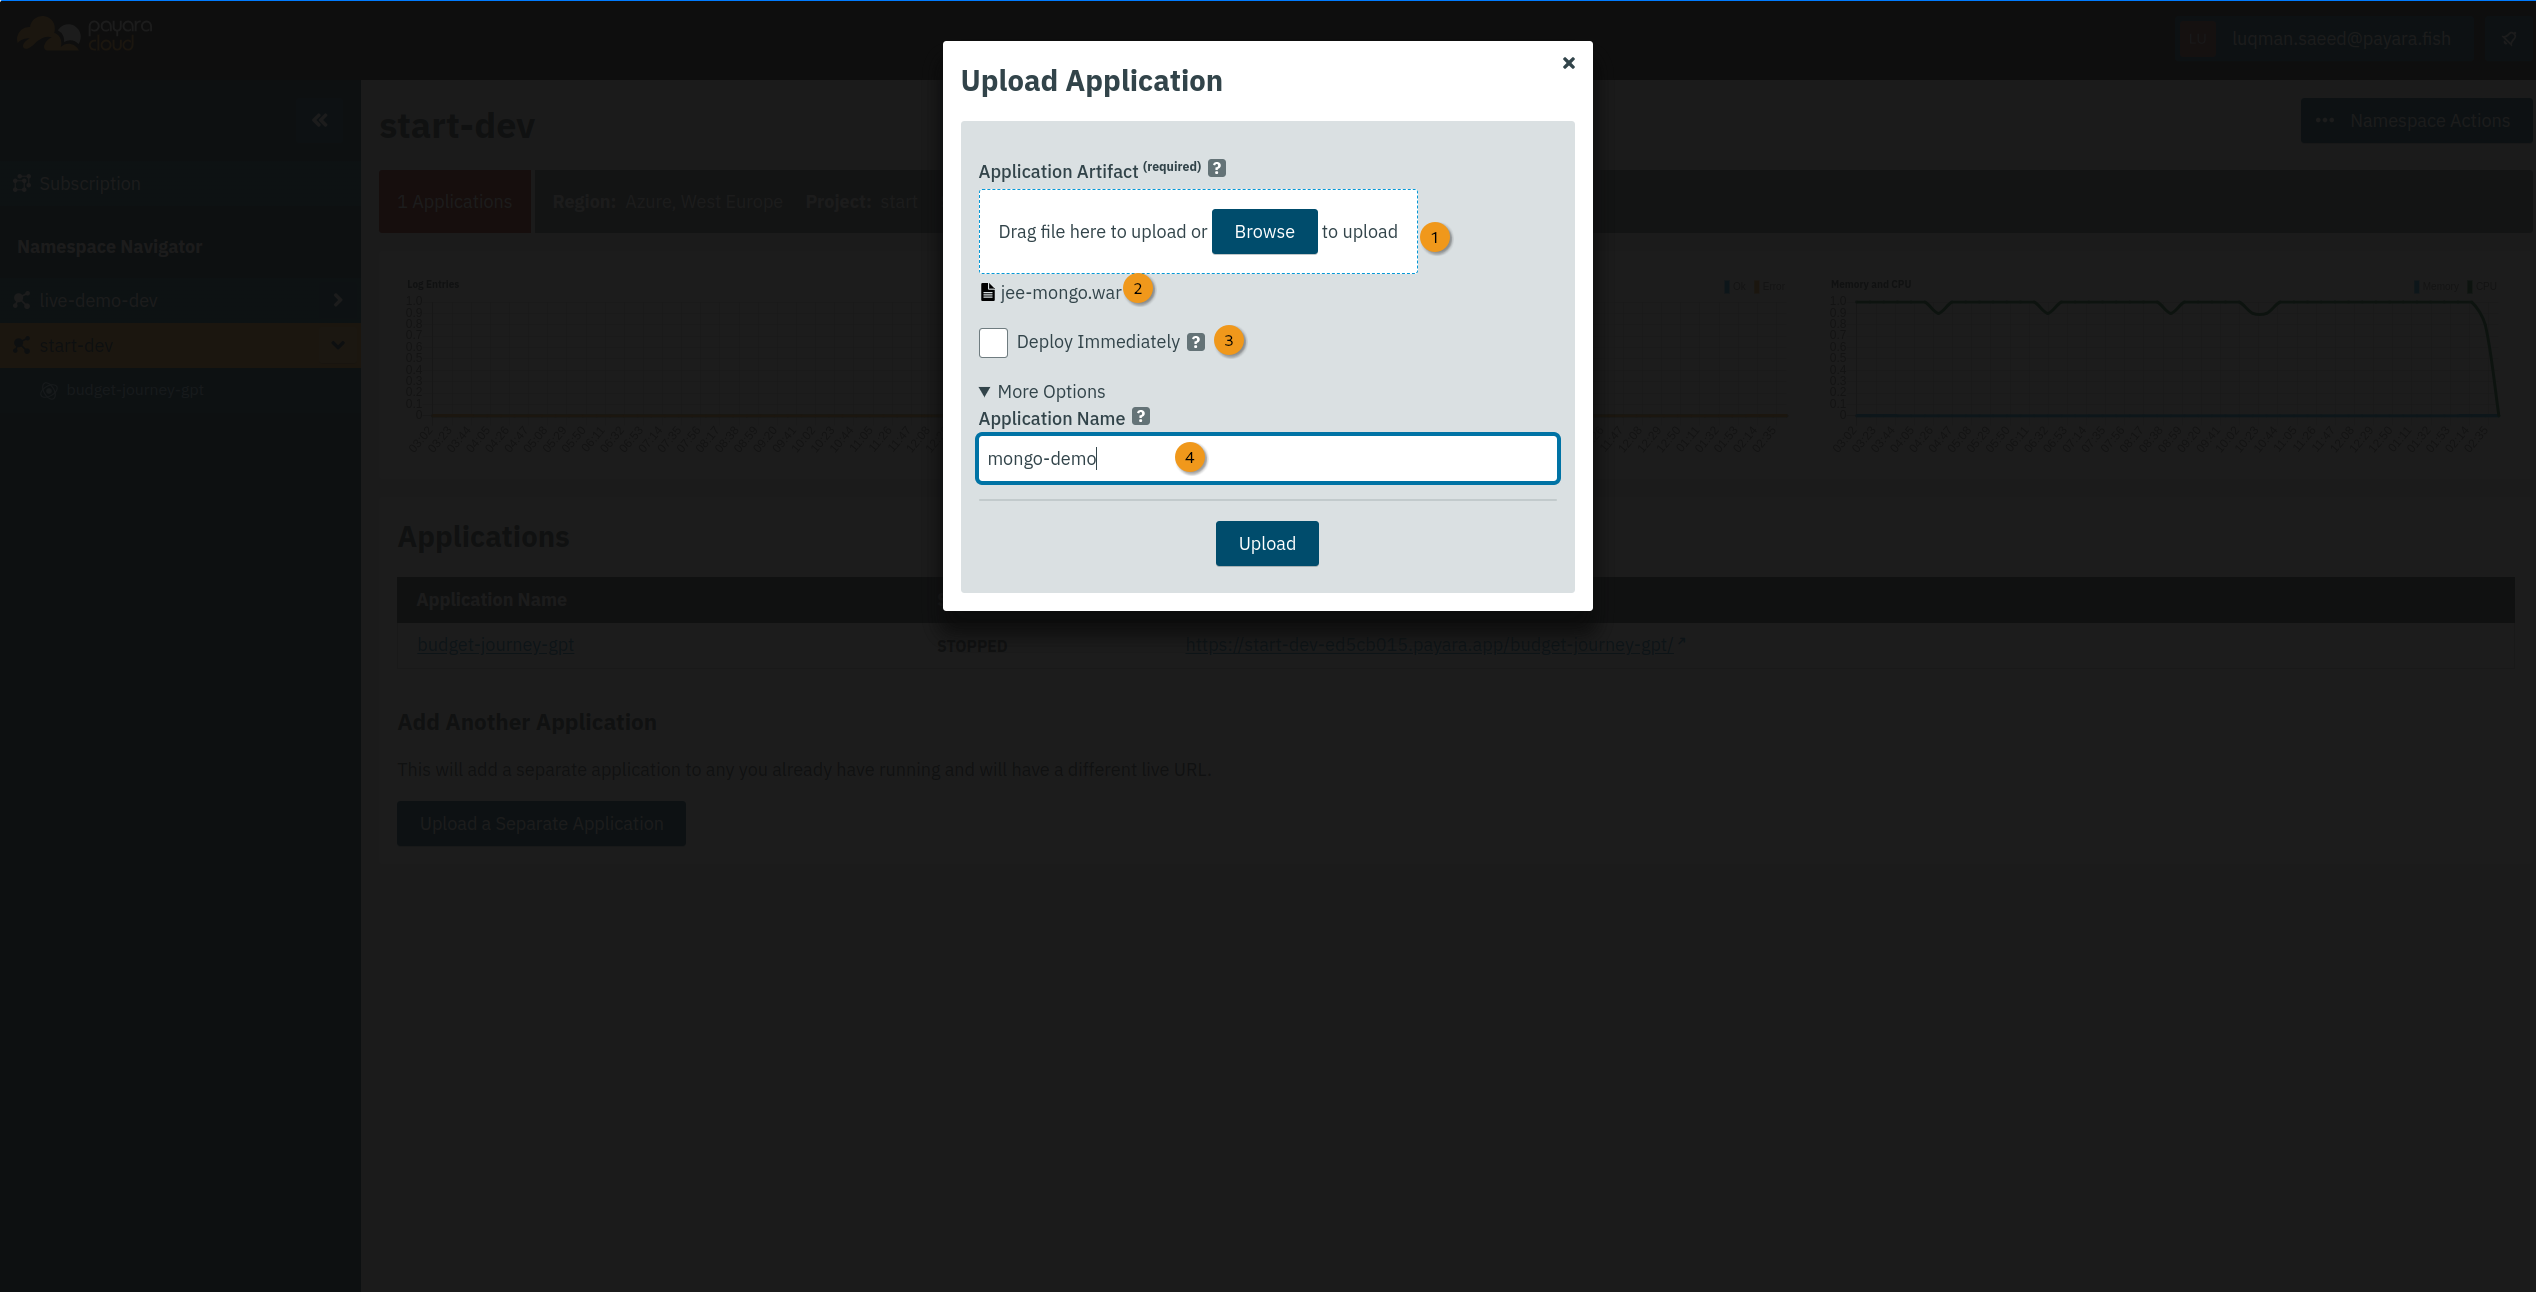 payara
cloud
LU luqman.saeed@payara.fish
Upload Application
start-dev
Namespace Actions
Subscription
1 Applications Region: Azure, West Europe Project: start
Application Artifact (required) ?
Drag file here to upload or Browse to upload 1
Namespace Navigator
jee-mongo.war 2
live-demo-dev
Log Entries
Memory and CPU
Memory CPU
start-dev
Deploy Immediately ? 3
budget-journey-gpt
More Options
Application Name ?
mongo-demo 4
Upload
Applications
Application Name
budget-journey-gpt STOPPED https://start-dev-ed5cb015.payara.app/budget-journey-gpt/
Add Another Application
This will add a separate application to any you already have running and will have a different live URL.
Upload a Separate Application